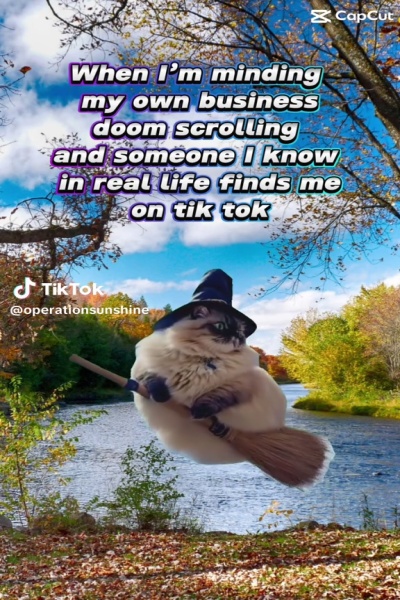 CapCut
When I'm minding
my own business
doom scrolling
and someone I know
in real life finds me
on tik tok
TikTok
@operationsunshine